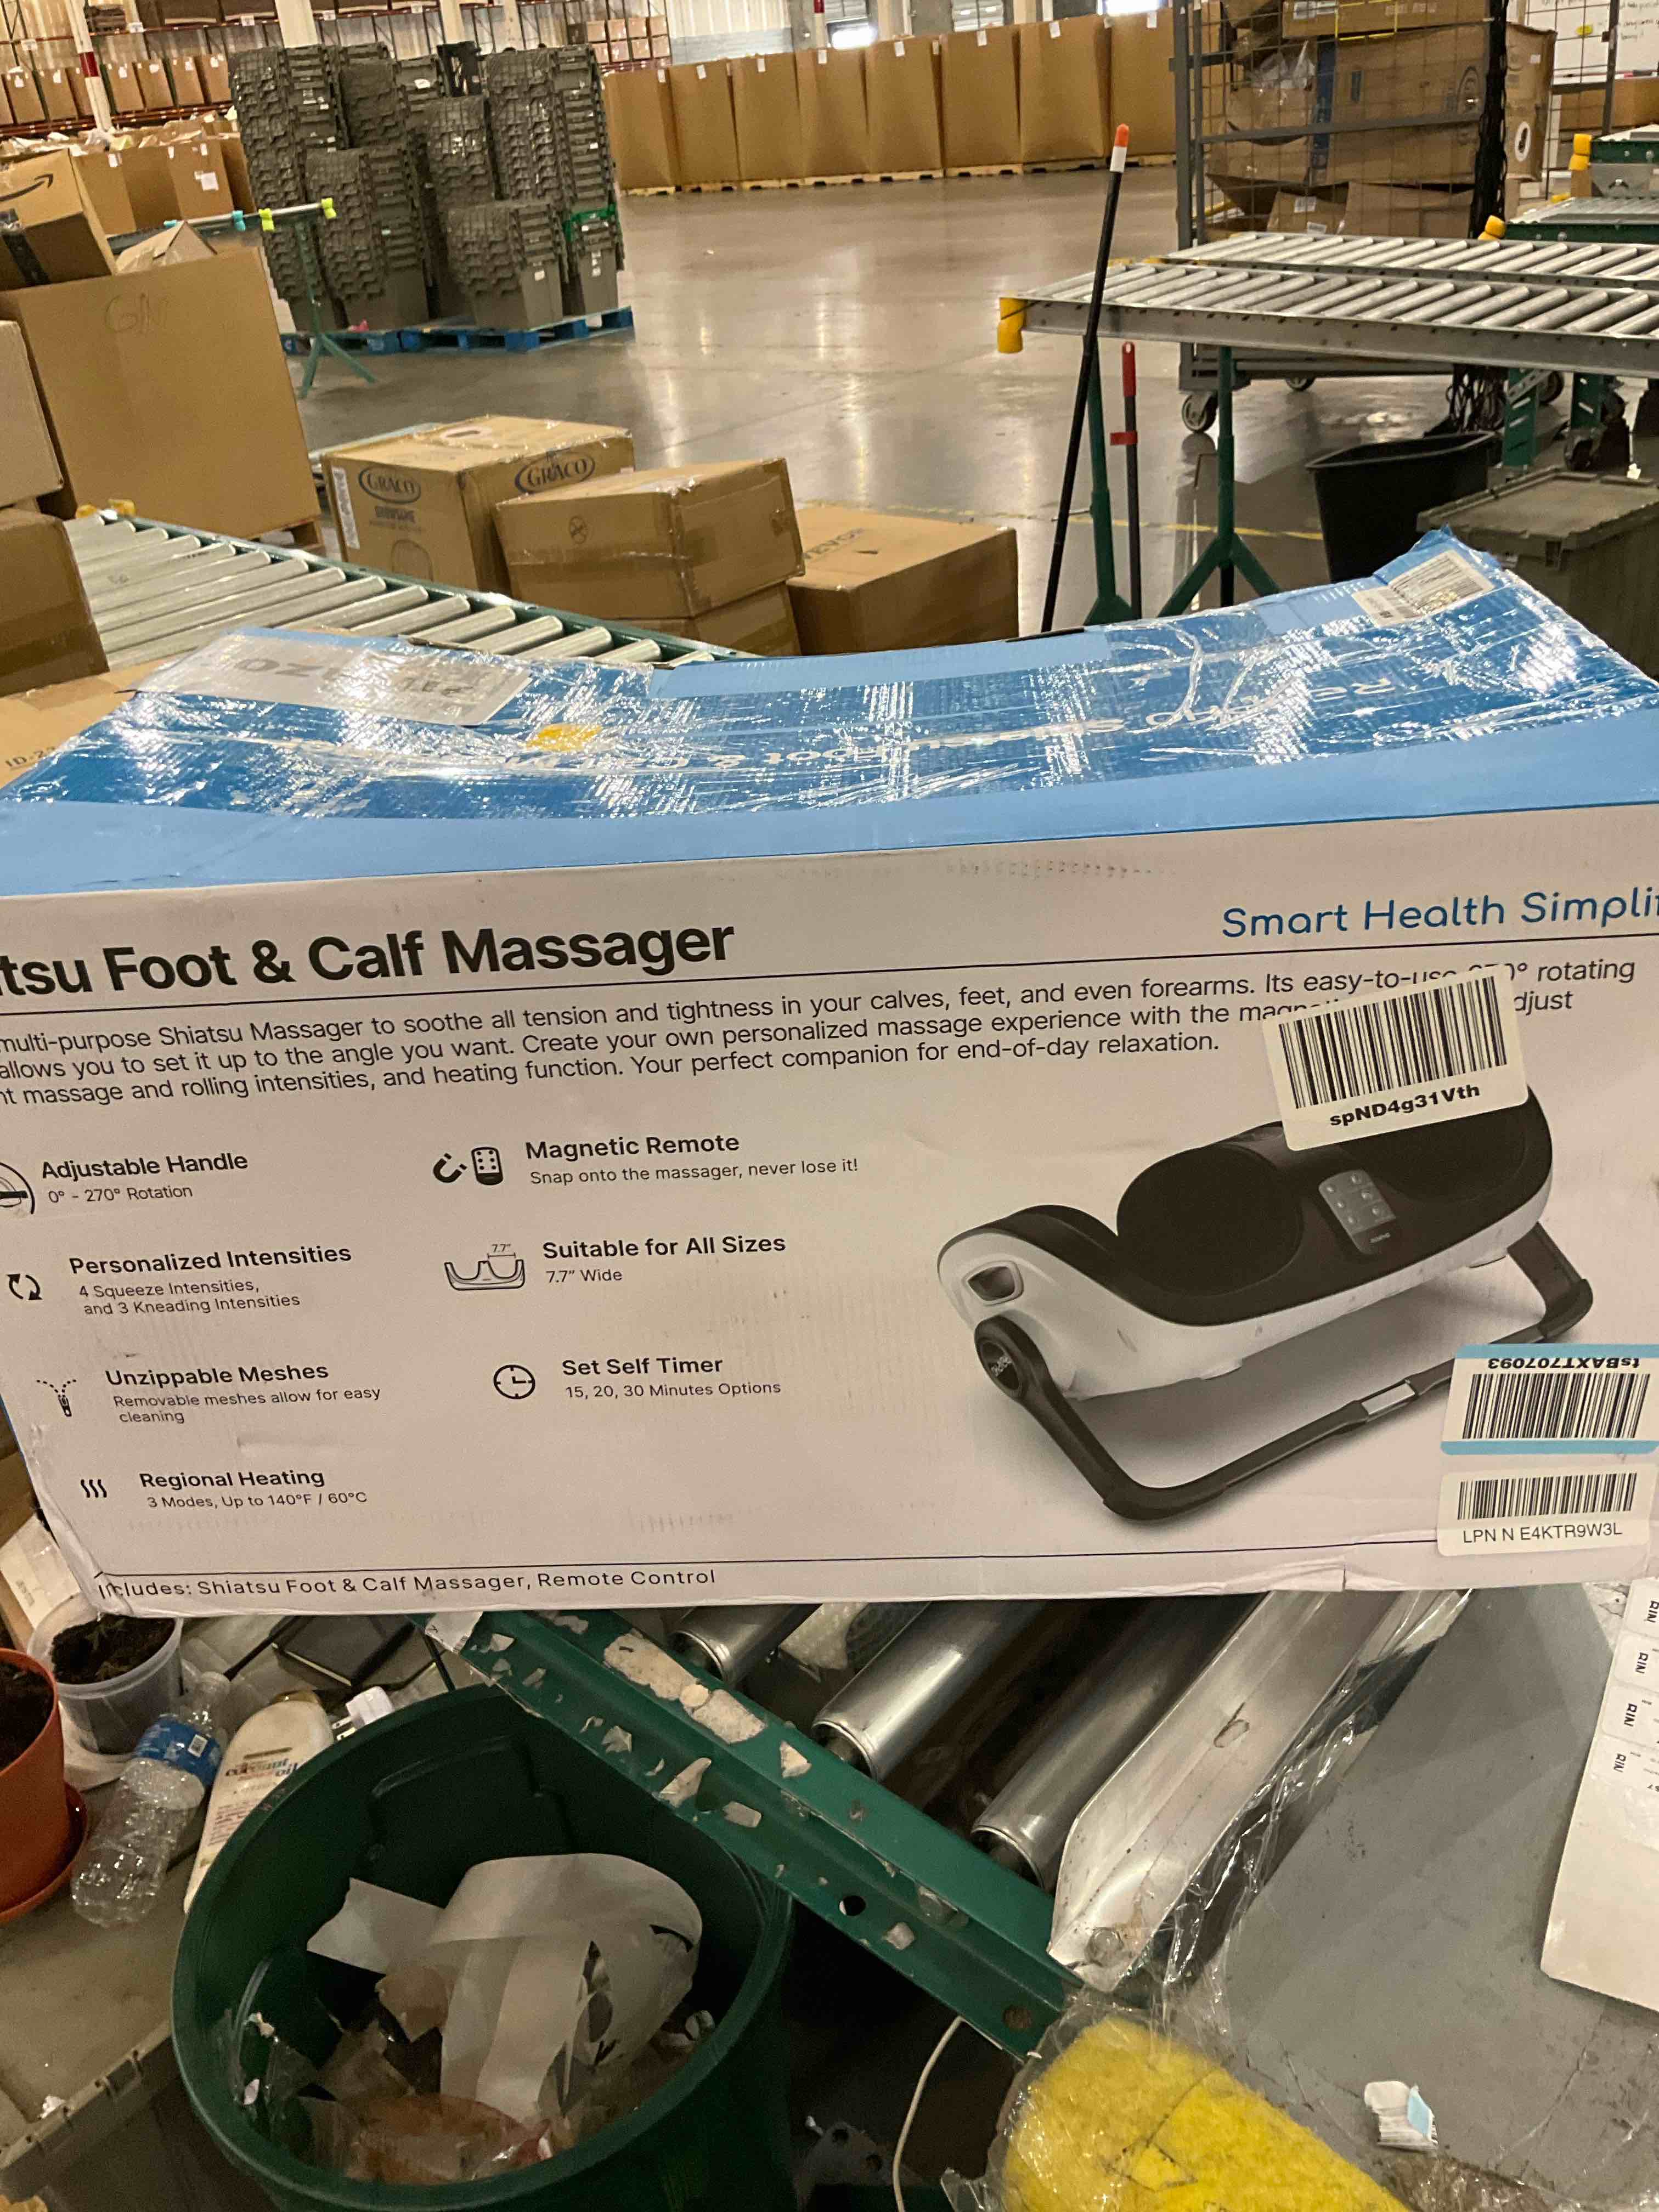 GRACO
GRACO
tsu Foot & Calf Massager
Smart Health Simplif
multi-purpose Shiatsu Massager to soothe all tension and tightness in your calves, feet, and even forearms. Its easy-to-use rotating
allows you to set it up to the angle you want. Create your own personalized massage experience with the djust
nt massage and rolling intensities, and heating function. Your perfect companion for end-of-day relaxation.
spND4g31Vth
Adjustable Handle
0° - 270° Rotation
Magnetic Remote
Snap onto the massager, never lose it!
Personalized Intensities
4 Squeeze Intensities,
and 3 Kneading Intensities
7.7"
Suitable for All Sizes
7.7" Wide
Unzippable Meshes
Removable meshes allow for easy
cleaning
Set Self Timer
15, 20, 30 Minutes Options
Regional Heating
3 Modes, Up to 140°F / 60°C
tsBAXT707093
LPN N E4KTR9W3L
Includes: Shiatsu Foot & Calf Massager, Remote Control